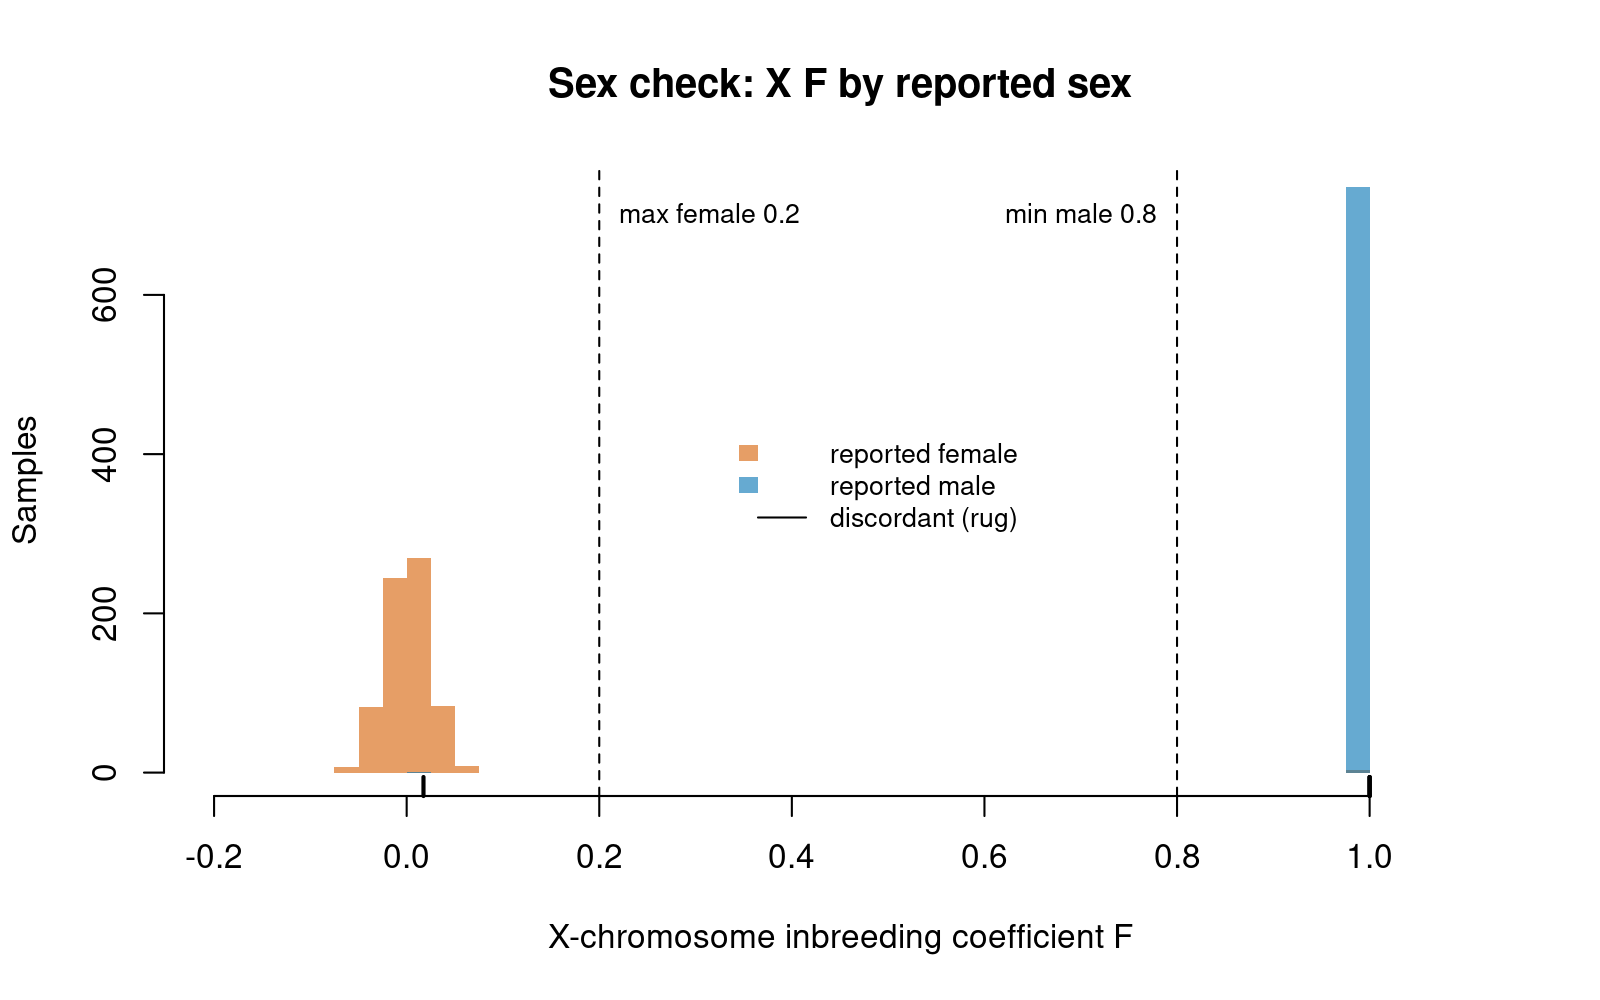 Sex check: X F by reported sex
max female 0.2
min male 0.8
600
400
200
0
Samples
reported female
reported male
discordant (rug)
-0.2
0.0
0.2
0.4
0.6
0.8
1.0
X-chromosome inbreeding coefficient F